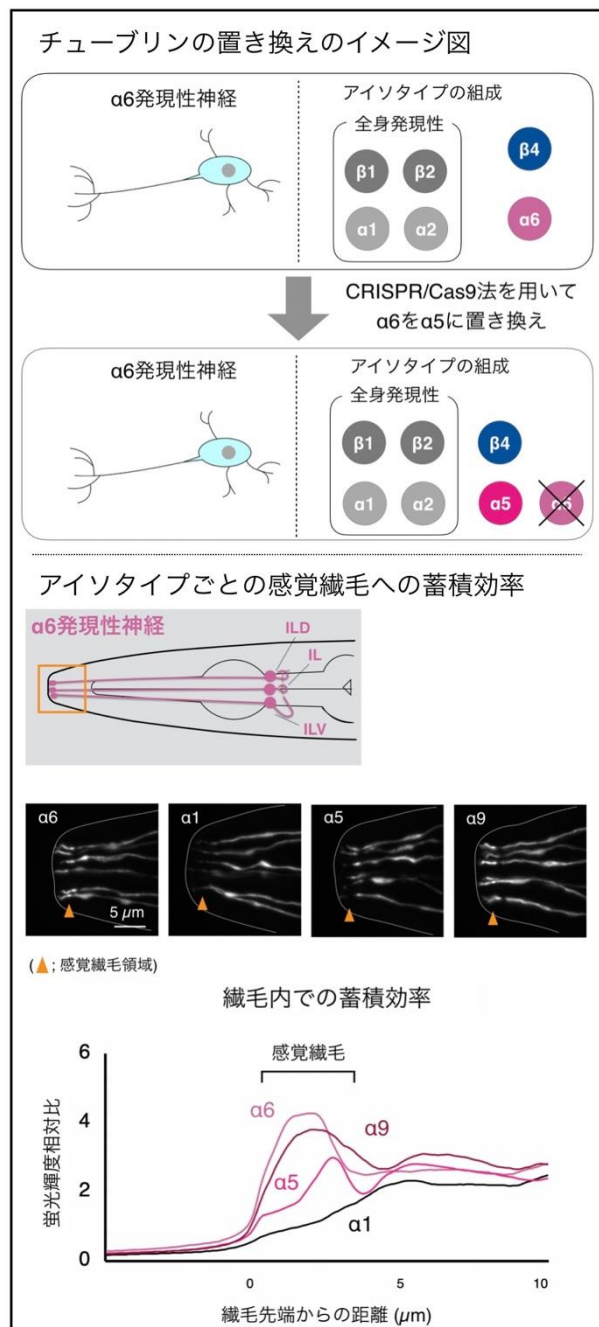 チューブリンの置き換えのイメージ図
α6発現性神経
アイソタイプの組成
全身発現性
β1
β2
β4
α1
α2
α6
CRISPR/Cas9法を用いて
α6をα5に置き換え
α6発現性神経
アイソタイプの組成
全身発現性
β1
β2
β4
α1
α2
α5
α6
アイソタイプごとの感覚繊毛への蓄積効率
α6発現性神経
ILD
IL
ILV
α6
α1
α5
α9
5 µm
(▲; 感覚繊毛領域)
繊毛内での蓄積効率
感覚繊毛
蛍光輝度相対比
6
4
2
0
α6
α9
α5
α1
0
5
10
繊毛先端からの距離 (µm)